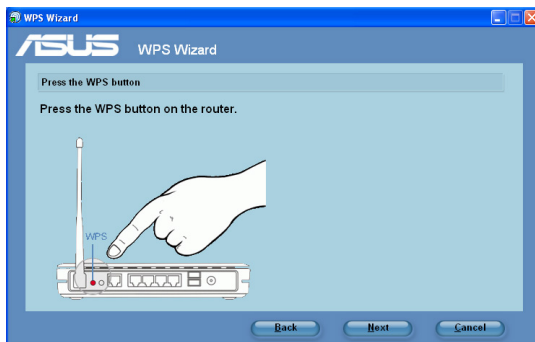 WPS Wizard
ASUS WPS Wizard
Press the WPS button
Press the WPS button on the router.
WPS
Back Next Cancel